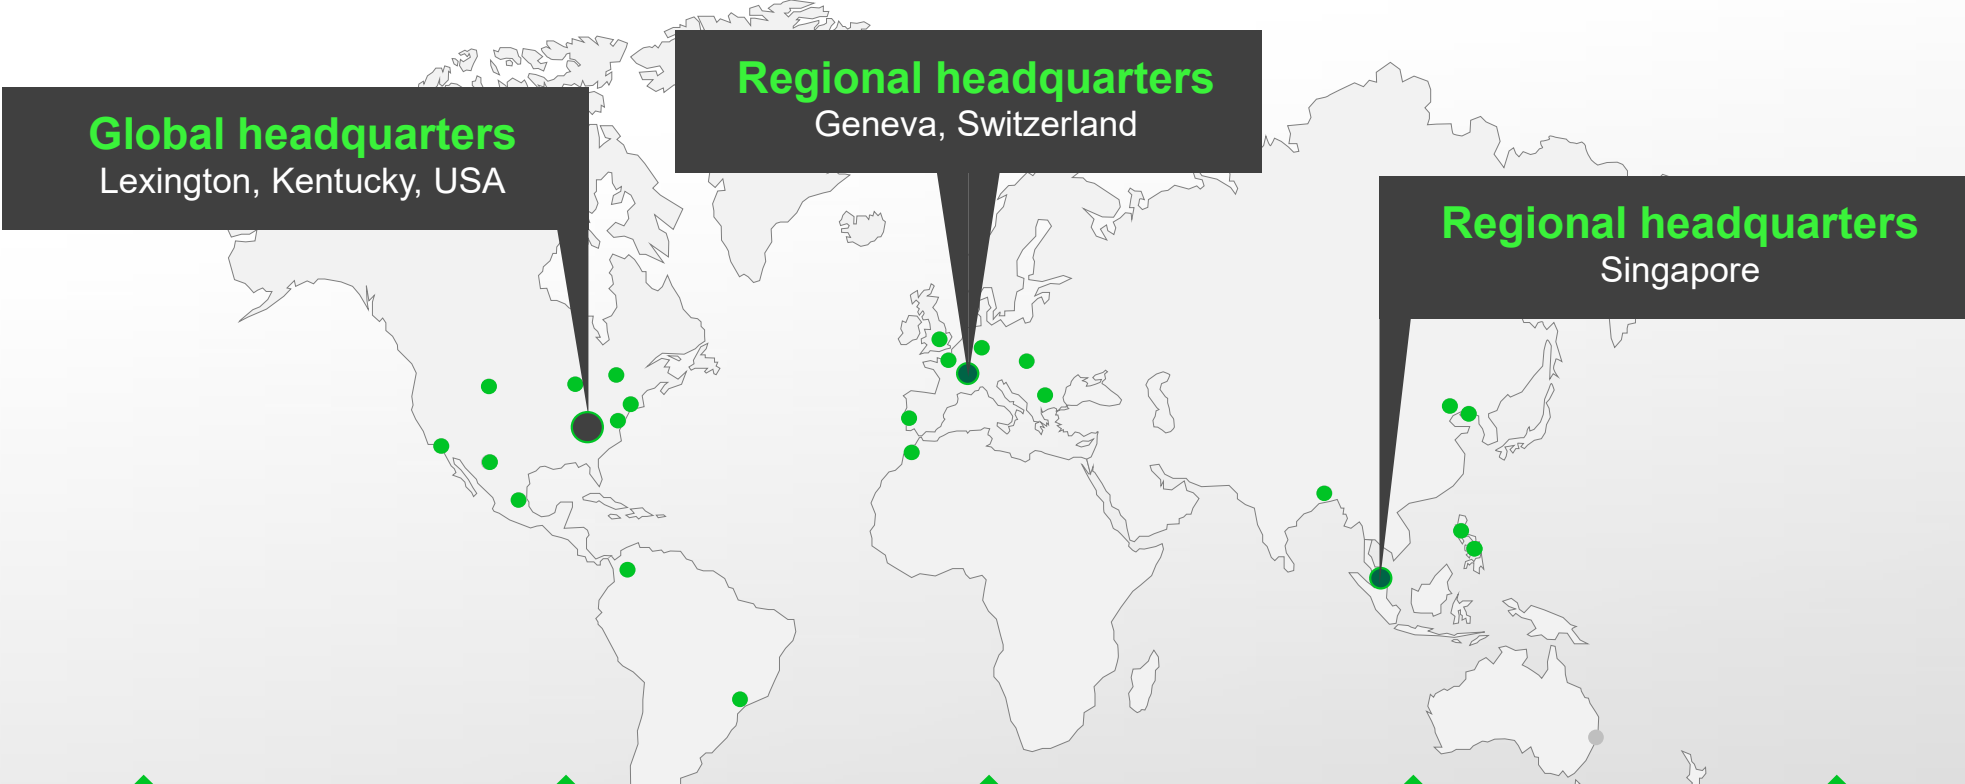 Global headquarters
Lexington, Kentucky, USA
Regional headquarters
Geneva, Switzerland
Regional headquarters
Singapore